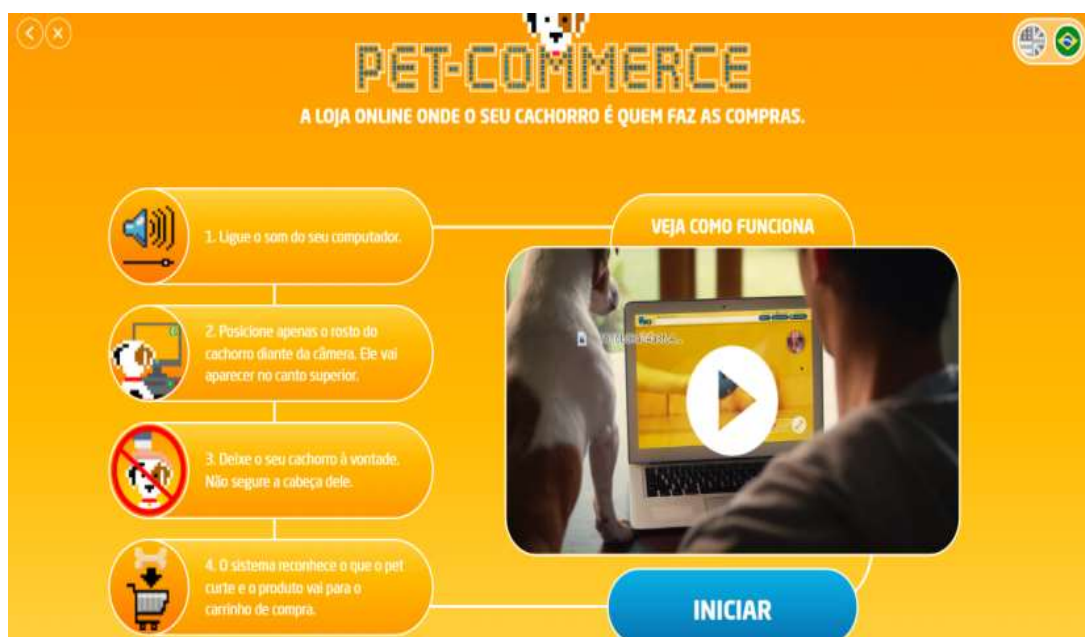 PET-COMMERCE
A LOJA ONLINE ONDE O SEU CACHORRO É QUEM FAZ AS COMPRAS.
1. Ligue o som do seu computador.
2. Posicione apenas o rosto do
cachorro diante da câmera. Ele vai
aparecer no canto superior.
3. Deixe o seu cachorro à vontade.
Não segure a cabeça dele.
4. O sistema reconhece o que o pet
curte e o produto vai para o
carrinho de compra.
VEJA COMO FUNCIONA
INICIAR